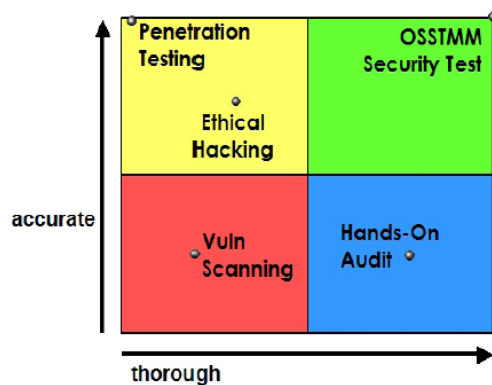 Penetration
Testing
OSSTMM
Security Test
Ethical
Hacking
accurate
Vuln
Scanning
Hands-On
Audit
thorough